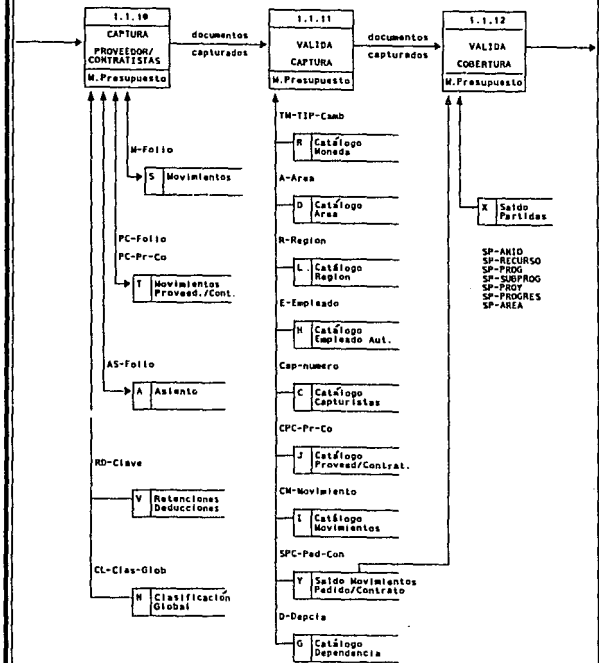 1.1.10
CAPTURA
PROVEEDOR/
CONTRATISTAS
M.Presupuesto
documentos
capturados
1.1.11
VALIDA
CAPTURA
M.Presupuesto
documentos
capturados
1.1.12
VALIDA
COBERTURA
M.Presupuesto
M-Folio
S Movimientos
PC-Folio
PC-Pr-Co
T Movimientos
Proveed./Cont.
AS-Folio
A Asiento
RD-Clave
V Retenciones
Deducciones
CL-Clas-Glob
N Clasificación
Global
TM-TIP-Camb
R Catálogo
Moneda
A-Area
D Catálogo
Area
R-Region
L. Catálogo
Region
E-Empleado
H Catálogo
Empleado Aut.
Cap-numero
C Catálogo
Capturistas
CPC-Pr-Co
J Catálogo
Proveed/Contrat.
CM-Movimiento
I Catálogo
Movimientos
SPC-Ped-Con
Y Saldo Movimientos
Pedido/Contrato
D-Depcia
G Catálogo
Dependencia
X Saldo
Partidas
SP-ANIO
SP-RECURSO
SP-PROG
SP-SUBPROG
SP-PROY
SP-PROGRES
SP-AREA